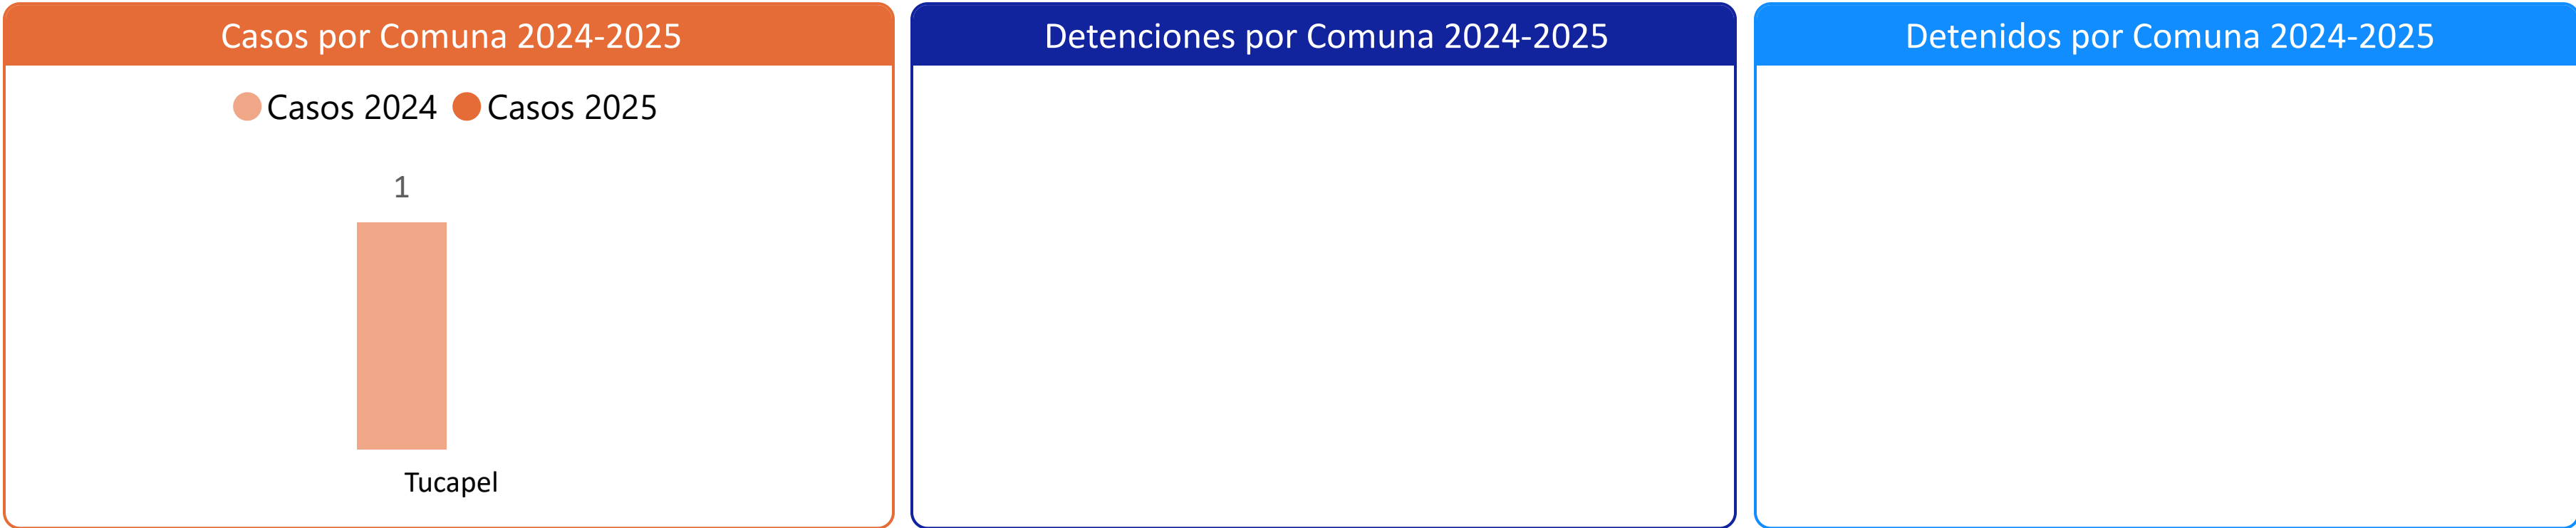 Casos por Comuna 2024-2025
Casos 2024 Casos 2025
1
Tucapel
Detenciones por Comuna 2024-2025
Detenidos por Comuna 2024-2025